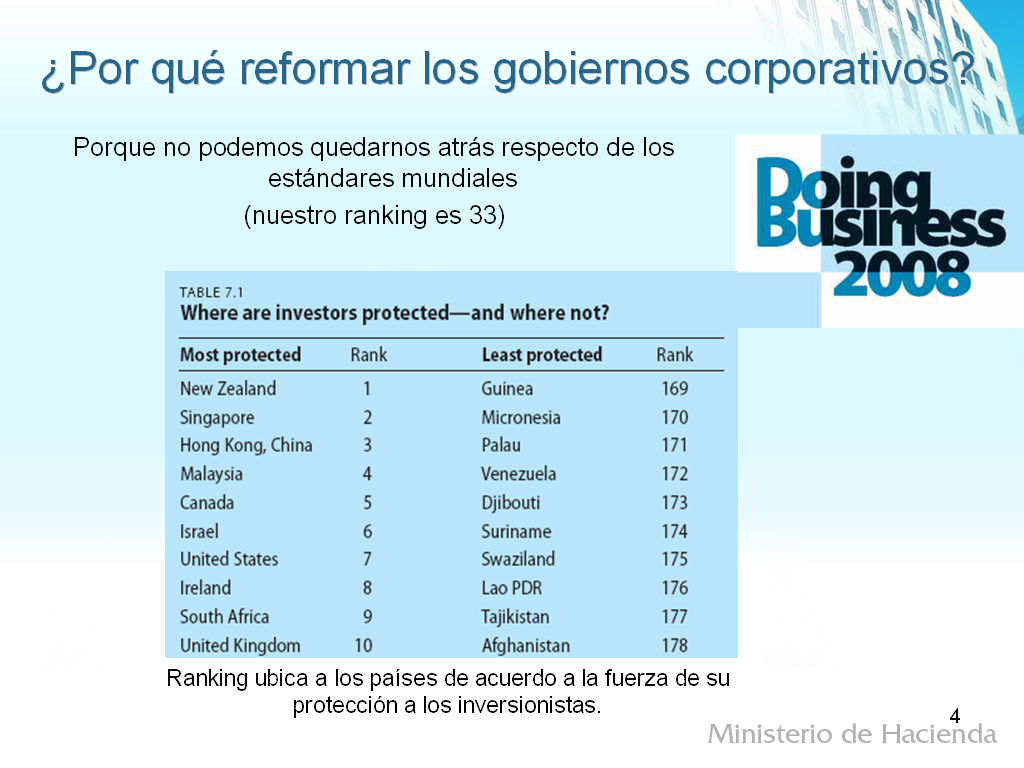 ¿Por qué reformar los gobiernos corporativos?
Porque no podemos quedarnos atrás respecto de los
estándares mundiales
(nuestro ranking es 33)
Doing
Business
2008
TABLE 7.1
Where are investors protected—and where not?
Most protected Rank Least protected Rank
New Zealand 1 Guinea 169
Singapore 2 Micronesia 170
Hong Kong, China 3 Palau 171
Malaysia 4 Venezuela 172
Canada 5 Djibouti 173
Israel 6 Suriname 174
United States 7 Swaziland 175
Ireland 8 Lao PDR 176
South Africa 9 Tajikistan 177
United Kingdom 10 Afghanistan 178
Ranking ubica a los países de acuerdo a la fuerza de su
protección a los inversionistas.
4
Ministerio de Hacienda